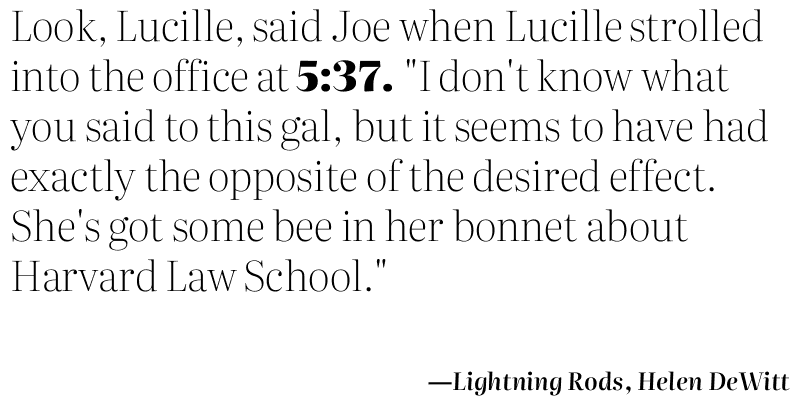 Look, Lucille, said Joe when Lucille strolled
into the office at 5:37. "I don't know what
you said to this gal, but it seems to have had
exactly the opposite of the desired effect.
She's got some bee in her bonnet about
Harvard Law School."
—Lightning Rods, Helen DeWitt